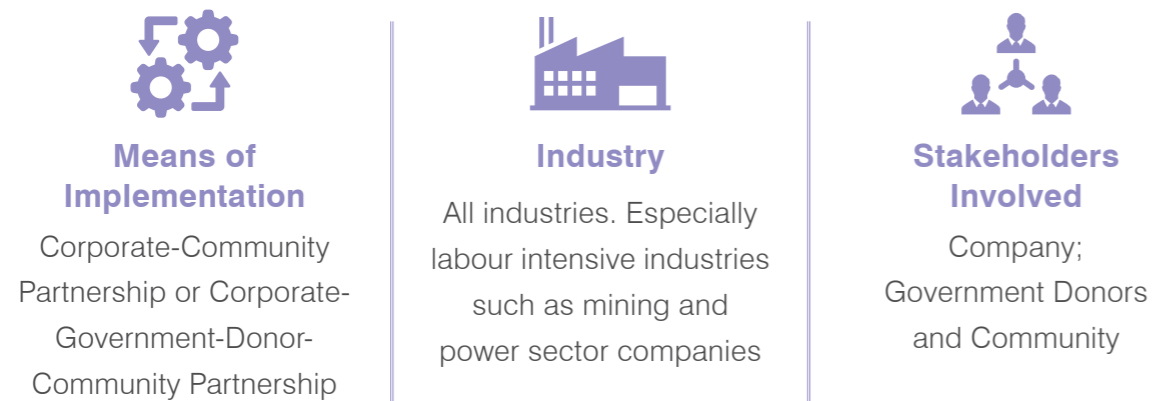 Means of
Implementation
Corporate-Community
Partnership or Corporate-
Government-Donor-
Community Partnership
Industry
All industries. Especially
labour intensive industries
such as mining and
power sector companies
Stakeholders
Involved
Company;
Government Donors
and Community